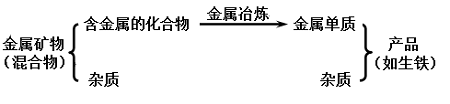 金属冶炼
含金属的化合物 金属单质
金属矿物 产品
(混合物) (如生铁)
杂质 杂质